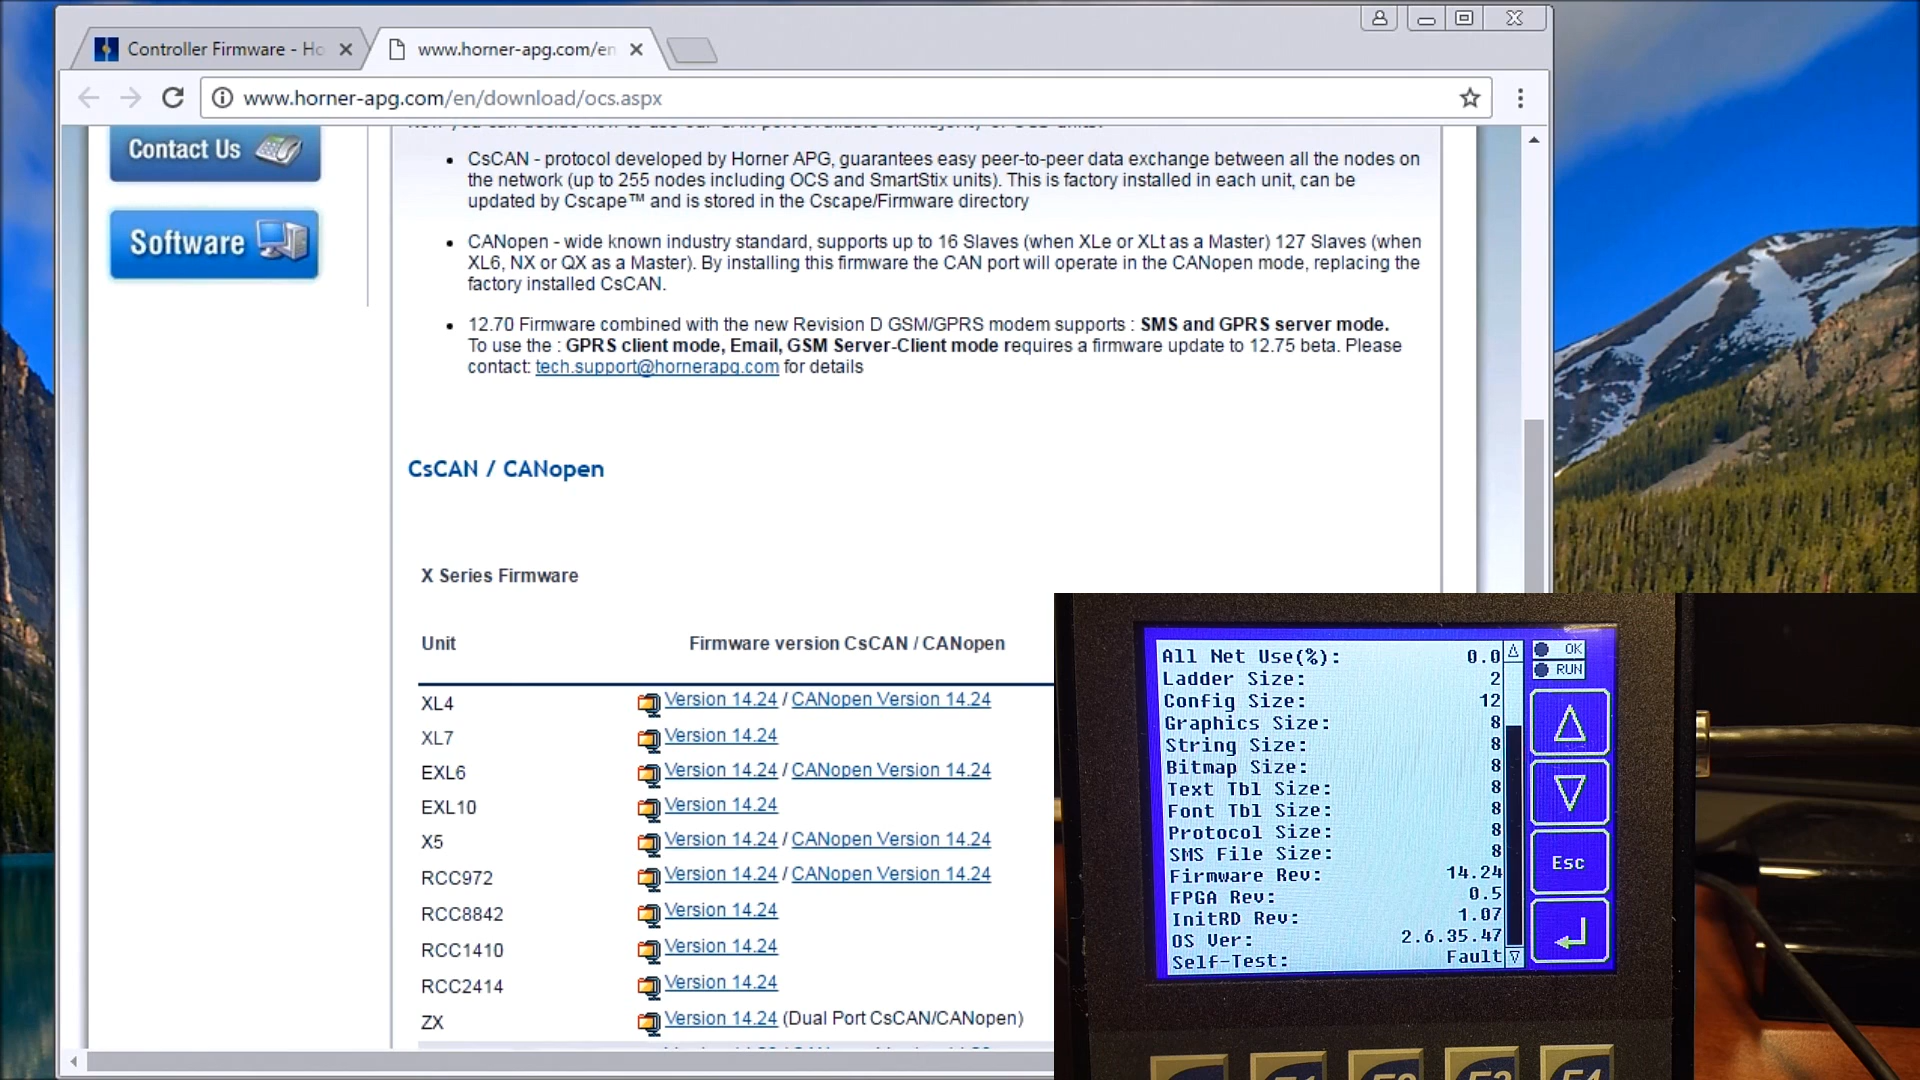 Controller Firmware - Ho
www.horner-apg.com/en
www.horner-apg.com/en/download/ocs.aspx
Contact Us
Software
CsCAN - protocol developed by Horner APG, guarantees easy peer-to-peer data exchange between all the nodes on
the network (up to 255 nodes including OCS and SmartStix units). This is factory installed in each unit, can be
updated by Cscape™ and is stored in the Cscape/Firmware directory
CANopen - wide known industry standard, supports up to 16 Slaves (when XLe or XLt as a Master) 127 Slaves (when
XL6, NX or QX as a Master). By installing this firmware the CAN port will operate in the CANopen mode, replacing the
factory installed CsCAN.
12.70 Firmware combined with the new Revision D GSM/GPRS modem supports : SMS and GPRS server mode.
To use the : GPRS client mode, Email, GSM Server-Client mode requires a firmware update to 12.75 beta. Please
contact: tech.support@hornerapg.com for details
CsCAN / CANopen
X Series Firmware
Unit Firmware version CsCAN / CANopen
XL4 Version 14.24 / CANopen Version 14.24
XL7 Version 14.24
EXL6 Version 14.24 / CANopen Version 14.24
EXL10 Version 14.24
X5 Version 14.24 / CANopen Version 14.24
RCC972 Version 14.24 / CANopen Version 14.24
RCC8842 Version 14.24
RCC1410 Version 14.24
RCC2414 Version 14.24
ZX Version 14.24 (Dual Port CsCAN/CANopen)
All Net Use(%): 0.0
Ladder Size: 2
Config Size: 12
Graphics Size: 8
String Size: 8
Bitmap Size: 8
Text Tbl Size: 8
Font Tbl Size: 8
Protocol Size: 8
SMS File Size: 8
Firmware Rev: 14.24
FPGA Rev: 0.5
InitRD Rev: 1.07
OS Ver: 2.6.35.47
Self-Test: Fault
OK
RUN
Esc
F1 F2 F3 F4